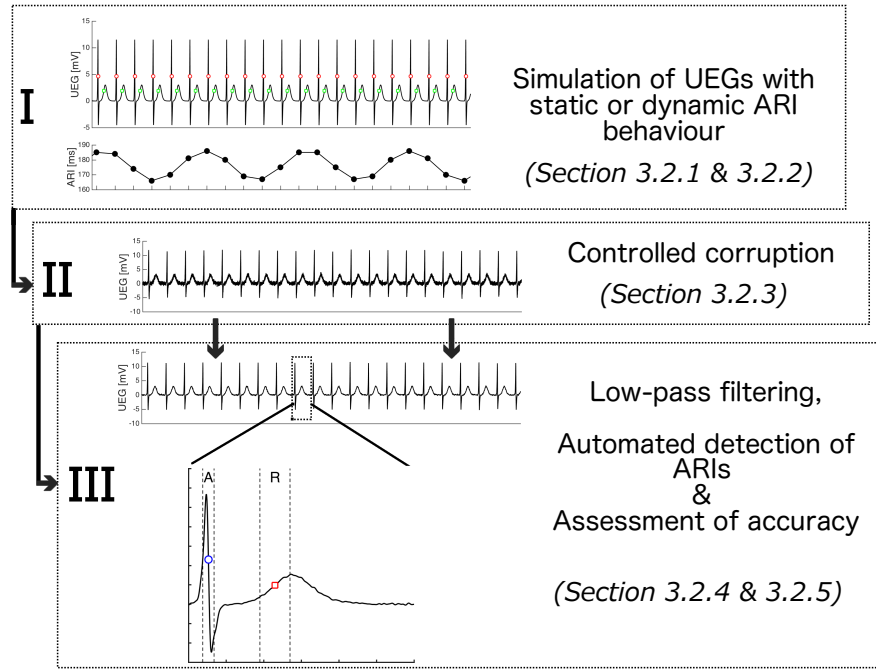 I
UEG [mV]
15
10
5
0
-5
ARI [ms]
190
180
170
160
Simulation of UEGs with
static or dynamic ARI
behaviour
(Section 3.2.1 & 3.2.2)
II
UEG [mV]
15
10
5
0
-5
-10
Controlled corruption
(Section 3.2.3)
III
UEG [mV]
15
10
5
0
-5
-10
A
R
Low-pass filtering,
Automated detection of
ARIs
&
Assessment of accuracy
(Section 3.2.4 & 3.2.5)